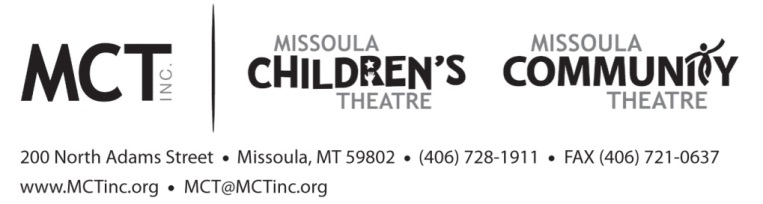 MCT INC.
MISSOULA CHILDREN'S THEATRE
MISSOULA COMMUNITY THEATRE
200 North Adams Street • Missoula, MT 59802 • (406) 728-1911 • FAX (406) 721-0637
www.MCTinc.org • MCT@MCTinc.org